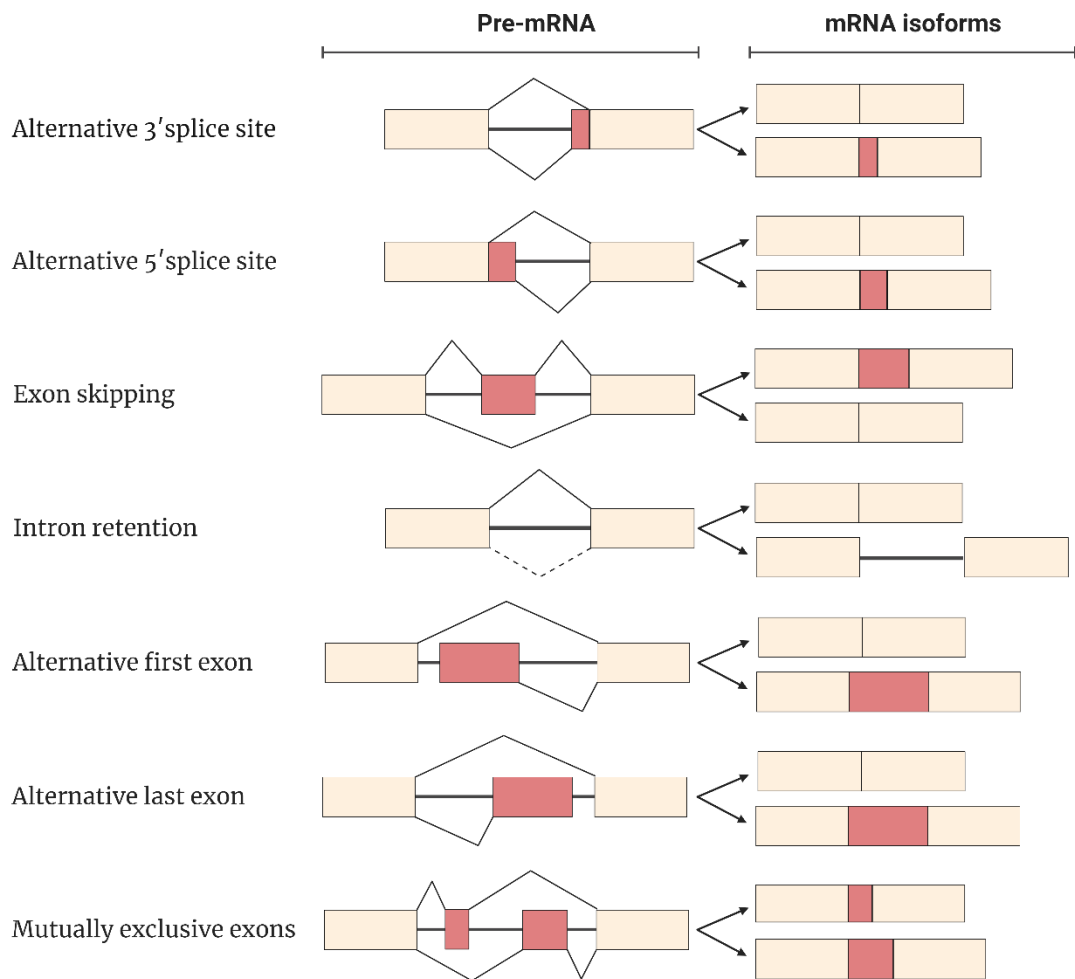 Pre-mRNA
mRNA isoforms
Alternative 3′splice site
Alternative 5′splice site
Exon skipping
Intron retention
Alternative first exon
Alternative last exon
Mutually exclusive exons